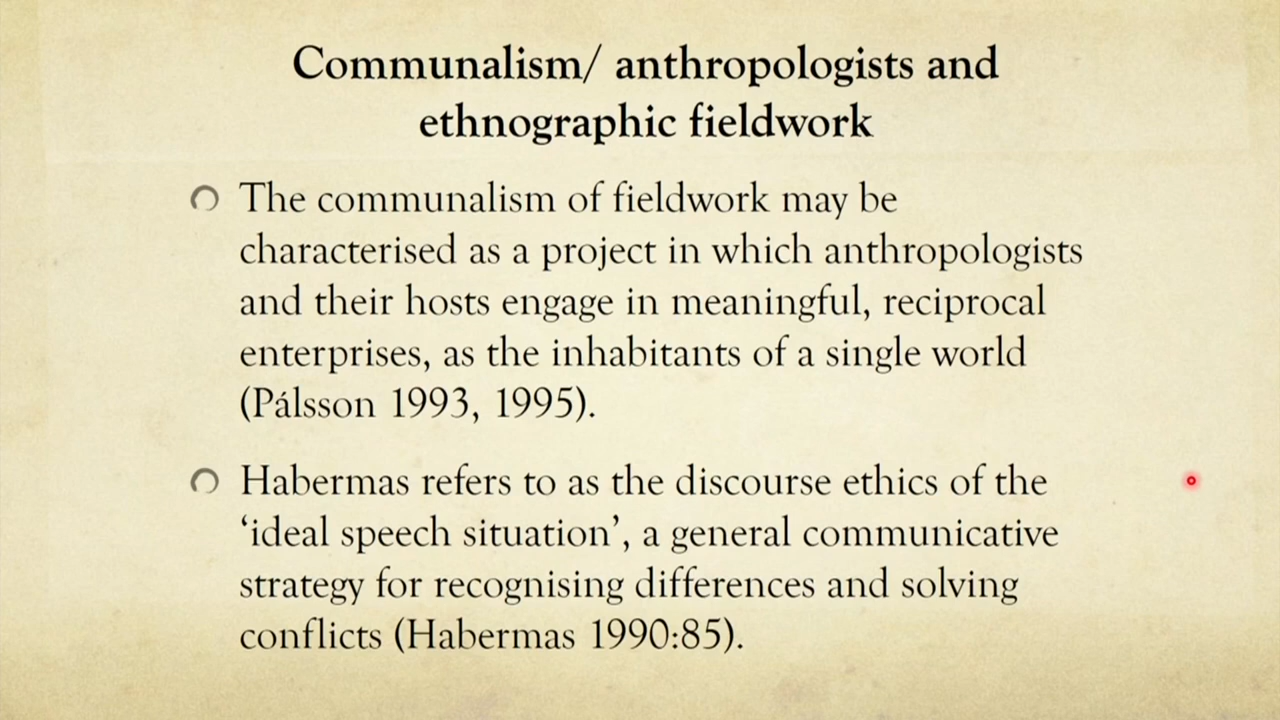 Communalism/ anthropologists and
ethnographic fieldwork
The communalism of fieldwork may be
characterised as a project in which anthropologists
and their hosts engage in meaningful, reciprocal
enterprises, as the inhabitants of a single world
(Pálsson 1993, 1995).
Habermas refers to as the discourse ethics of the
‘ideal speech situation’, a general communicative
strategy for recognising differences and solving
conflicts (Habermas 1990:85).